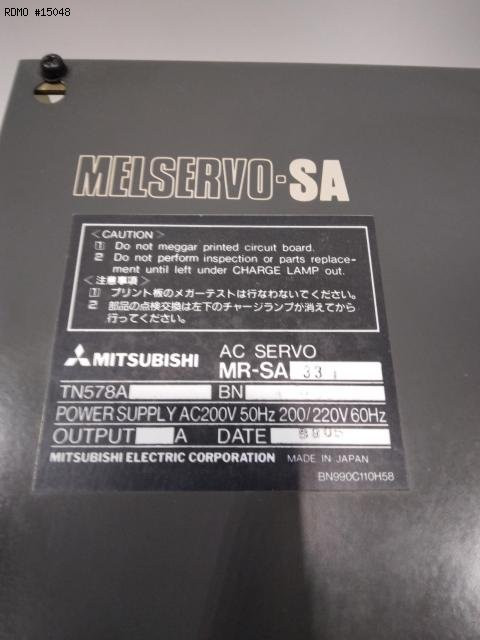 RDMO #15048
MELSERVO-SA
<CAUTION>
1 Do not meggar printed circuit board.
2 Do not perform inspection or parts replace-
ment until left under CHARGE LAMP out.
<注意事項>
1 プリント板のメガーテストは行なわないでください。
2 部品の点検交換は左下のチャージランプが消えてから
行ってください。
MITSUBISHI
AC SERVO
MR-SA 33
TN578A BN
POWER SUPPLY AC200V 50Hz 200/220V 60Hz
OUTPUT A DATE
MITSUBISHI ELECTRIC CORPORATION MADE IN JAPAN
BN990C110H58